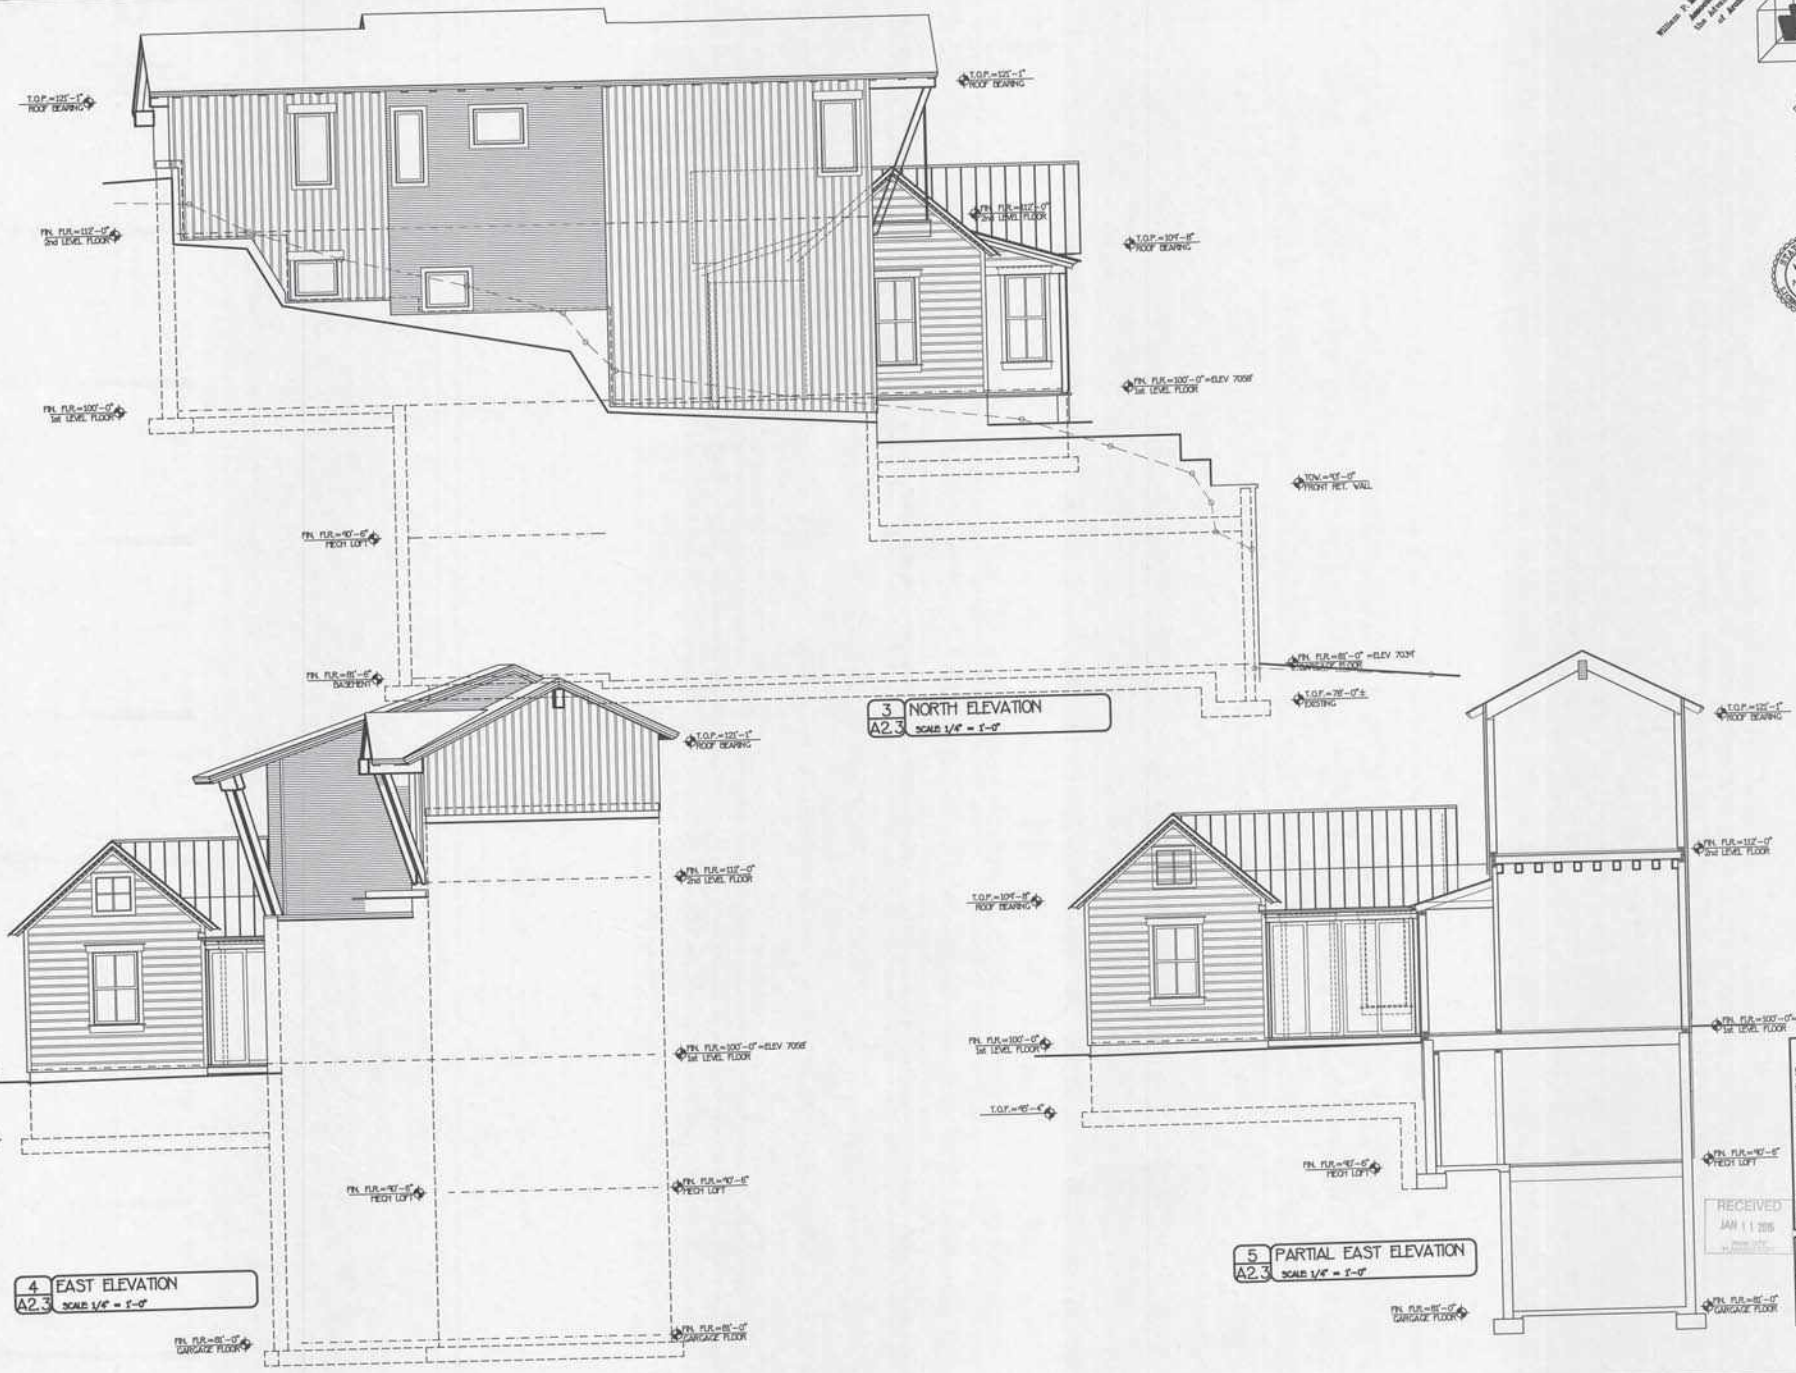 T.O.P.=121'-1"
ROOF BEARING
T.O.P.=121'-1"
ROOF BEARING
FIN. FLR.=112'-0"
2nd LEVEL FLOOR
FIN. FLR.=112'-0"
2nd LEVEL FLOOR
T.O.P.=109'-8"
ROOF BEARING
FIN. FLR.=100'-0"
1st LEVEL FLOOR
FIN. FLR.=100'-0"=ELEV 7058'
1st LEVEL FLOOR
FRONT RET. WALL
FIN. FLR.=90'-6"
MECH LOFT
FIN. FLR.=81'-6"
BASEMENT
FIN. FLR.=81'-0" =ELEV 7039'
GARGAGE FLOOR
T.O.F.=78'-0"±
EXISTING
3 NORTH ELEVATION
A2.3 SCALE 1/4" = 1'-0"
T.O.P.=121'-1"
ROOF BEARING
FIN. FLR.=112'-0"
2nd LEVEL FLOOR
FIN. FLR.=100'-0"=ELEV 7058'
1st LEVEL FLOOR
FIN. FLR.=90'-6"
MECH LOFT
FIN. FLR.=90'-6"
MECH LOFT
4 EAST ELEVATION
A2.3 SCALE 1/4" = 1'-0"
FIN. FLR.=81'-0"
GARGAGE FLOOR
FIN. FLR.=81'-0"
GARGAGE FLOOR
T.O.P.=121'-1"
ROOF BEARING
FIN. FLR.=112'-0"
2nd LEVEL FLOOR
T.O.P.=109'-8"
ROOF BEARING
FIN. FLR.=100'-0"
1st LEVEL FLOOR
FIN. FLR.=100'-0"=
1st LEVEL FLOOR
FIN. FLR.=90'-6"
MECH LOFT
FIN. FLR.=90'-6"
MECH LOFT
5 PARTIAL EAST ELEVATION
A2.3 SCALE 1/4" = 1'-0"
FIN. FLR.=81'-0"
GARGAGE FLOOR
FIN. FLR.=81'-0"
GARGAGE FLOOR
RECEIVED
JAN 11